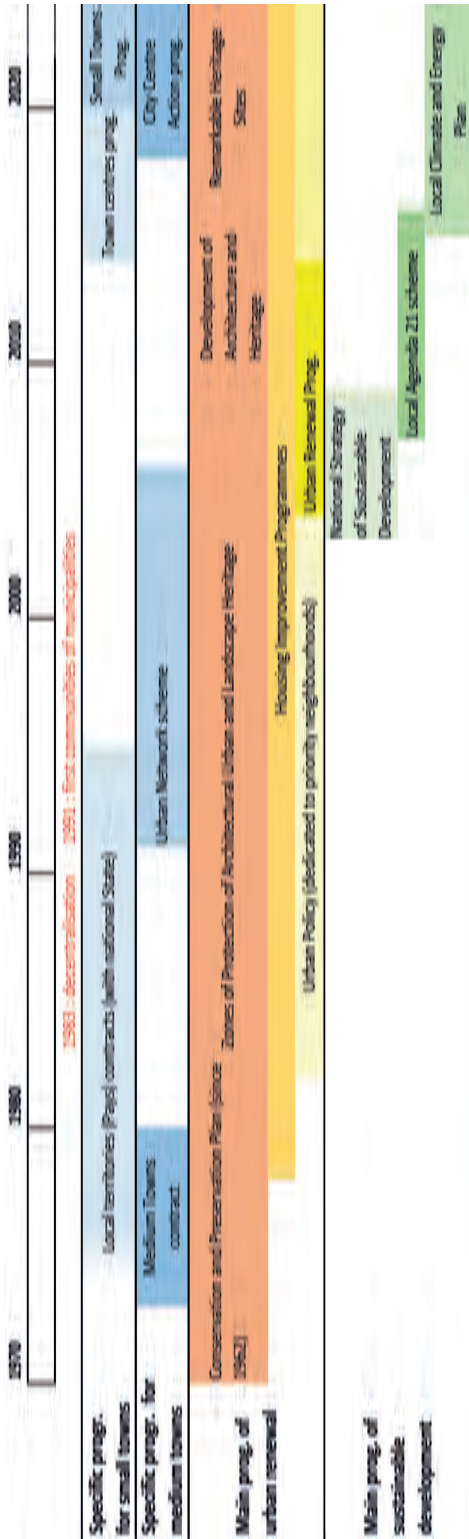 1970 1980 1990 2000 2010 2020
1983 : decentralisation 1991 : first communities of municipalities
Specific progr.
for small towns
Local territories (Pays) contracts (with national State)
Town centres prog.
Small Towns
Prog.
Specific progr. for
medium towns
Medium Towns
contract
Urban Network scheme
City Centre
Action prog.
Main prog. of
urban renewal
Conservation and Preservation Plan (since
1962)
Zones of Protection of Architectural Urban and Landscape Heritage
Development of
Architecture and
Heritage
Remarkable Heritage
Sites
Housing Improvement Programmes
Urban Policy (dedicated to priority neighbourhoods)
Urban Renewal Prog.
Main prog. of
sustainable
development
National Strategy
of Sustainable
Development
Local Agenda 21 scheme
Local Climate and Energy
Plan